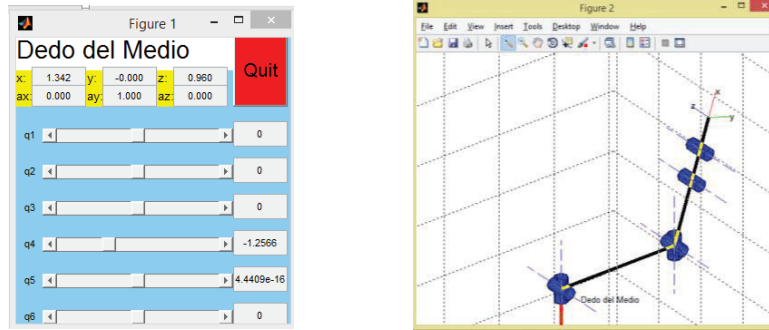 Figure 1
Dedo del Medio
Quit
x: 1.342 y: -0.000 z: 0.960
ax: 0.000 ay: 1.000 az: 0.000
q1 0
q2 0
q3 0
q4 -1.2566
q5 4.4409e-16
q6 0
Figure 2
File Edit View Insert Tools Desktop Window Help
x
z
y
Dedo del Medio